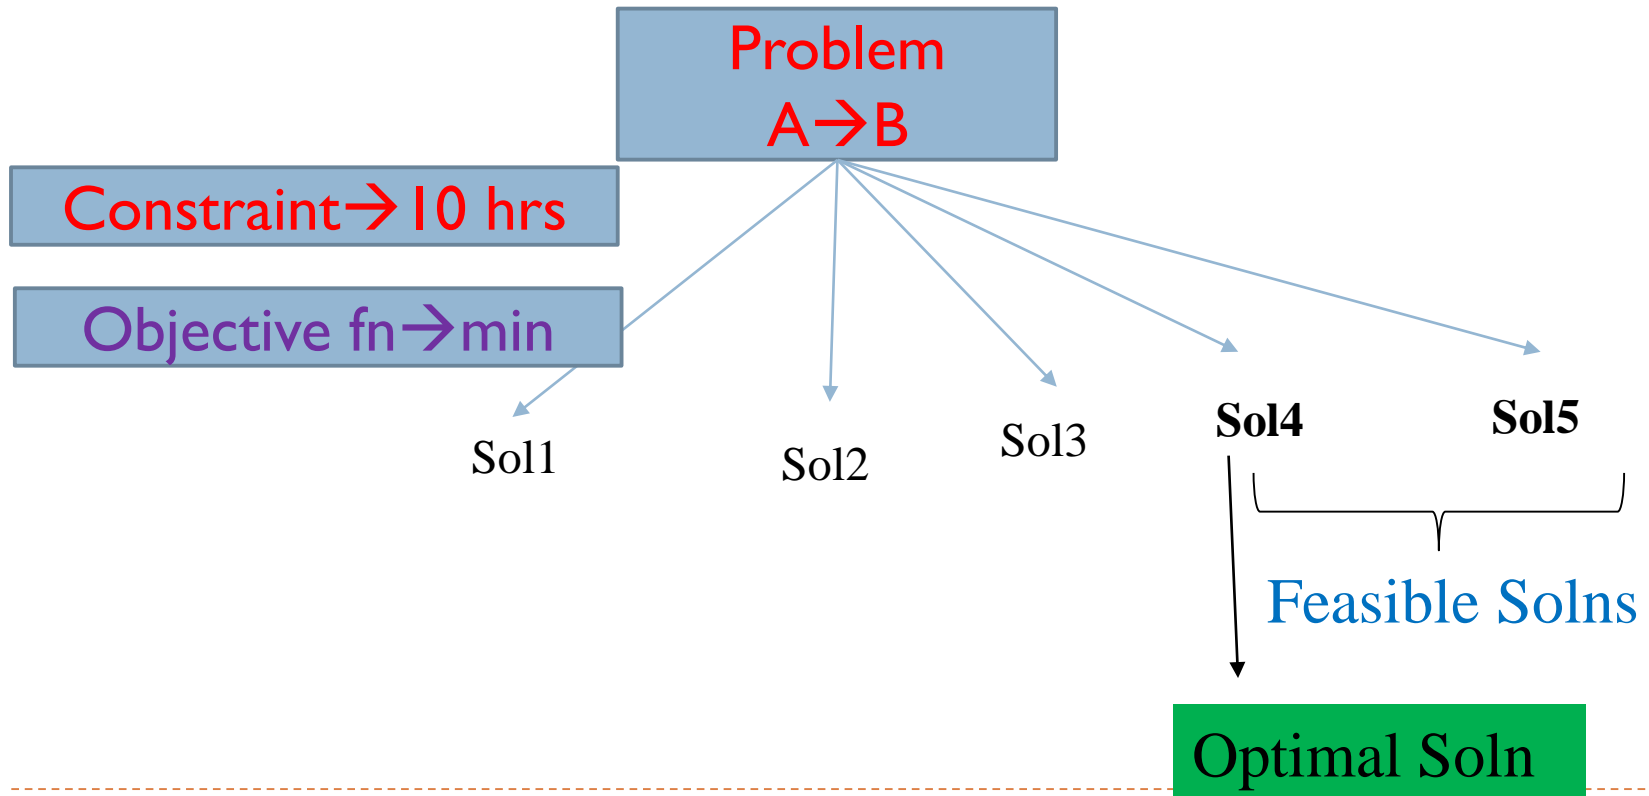 Problem
A→B
Constraint→10 hrs
Objective fn→min
Sol1
Sol2
Sol3
Sol4
Sol5
Feasible Solns
Optimal Soln